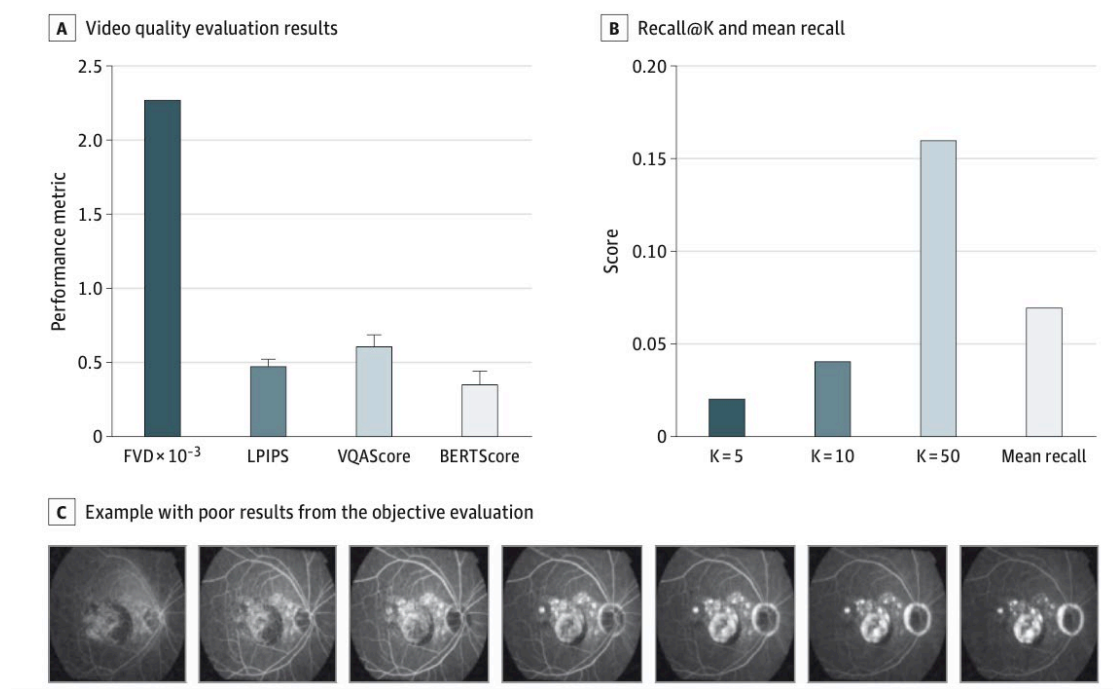 A Video quality evaluation results
2.5
2.0
1.5
1.0
0.5
0
Performance metric
FVD × 10⁻³ LPIPS VQAScore BERTScore
B Recall@K and mean recall
0.20
0.15
0.10
0.05
0
Score
K = 5 K = 10 K = 50 Mean recall
C Example with poor results from the objective evaluation